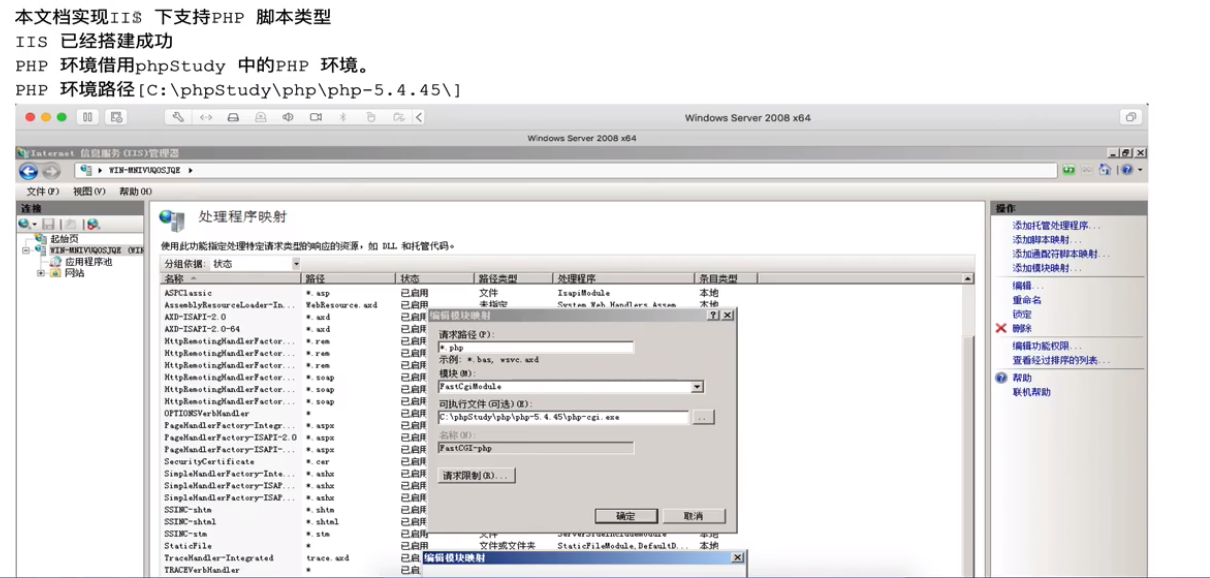 本文档实现IIS 下支持PHP 脚本类型
IIS 已经搭建成功
PHP 环境借用phpStudy 中的PHP 环境。
PHP 环境路径[C:\phpStudy\php\php-5.4.45\]
Windows Server 2008 x64
Windows Server 2008 x64
Internet 信息服务(IIS)管理器
WIN-MNIVUQOSJQE
文件(F) 视图(V) 帮助(H)
连接
起始页
WIN-MNIVUQOSJQE (WIN
应用程序池
网站
处理程序映射
使用此功能指定处理特定请求类型的响应的资源，如 DLL 和托管代码。
分组依据: 状态
名称 路径 状态 路径类型 处理程序 条目类型
ASPClassic *.asp 已启用 文件 IsapiModule 本地
AssemblyResourceLoader-In... WebResource.axd 已启用 未指定 System.Web.Handlers.Assem... 本地
AXD-ISAPI-2.0 *.axd 已启用
AXD-ISAPI-2.0-64 *.axd 已启用
HttpRemotingHandlerFactor... *.rem 已启用
HttpRemotingHandlerFactor... *.rem 已启用
HttpRemotingHandlerFactor... *.rem 已启用
HttpRemotingHandlerFactor... *.soap 已启用
HttpRemotingHandlerFactor... *.soap 已启用
HttpRemotingHandlerFactor... *.soap 已启用
OPTIONSVerbHandler * 已启用
PageHandlerFactory-Integr... *.aspx 已启用
PageHandlerFactory-ISAPI-2.0 *.aspx 已启用
PageHandlerFactory-ISAPI-... *.aspx 已启用
SecurityCertificate *.cer 已启用
SimpleHandlerFactory-Inte... *.ashx 已启用
SimpleHandlerFactory-ISAP... *.ashx 已启用
SimpleHandlerFactory-ISAP... *.ashx 已启用
SSINC-shtm *.shtm 已启用
SSINC-shtml *.shtml 已启用
SSINC-stm *.stm 已启用 文件 ServerSideIncludeModule 本地
StaticFile * 已启用 文件或文件夹 StaticFileModule,DefaultD... 本地
TraceHandler-Integrated trace.axd 已启
TRACEVerbHandler * 已启
编辑模块映射
请求路径(P):
*.php
示例: *.bas, wsvc.axd
模块(M):
FastCgiModule
可执行文件(可选)(E):
C:\phpStudy\php\php-5.4.45\php-cgi.exe
...
名称(N):
FastCGI-php
请求限制(R)...
确定 取消
编辑模块映射
操作
添加托管处理程序...
添加脚本映射...
添加通配符脚本映射...
添加模块映射...
编辑...
重命名
锁定
删除
编辑功能权限...
查看经过排序的列表...
帮助
联机帮助